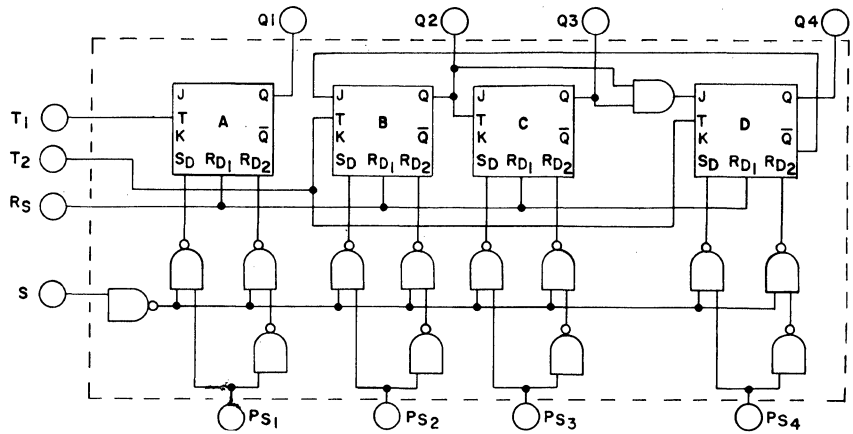 Q1 Q2 Q3 Q4
J Q J Q J Q J Q
T1 T A T B T C T D
K Q̅ K Q̅ K Q̅ K Q̅
T2 SD RD1 RD2 SD RD1 RD2 SD RD1 RD2 SD RD1 RD2
RS
S
PS1 PS2 PS3 PS4